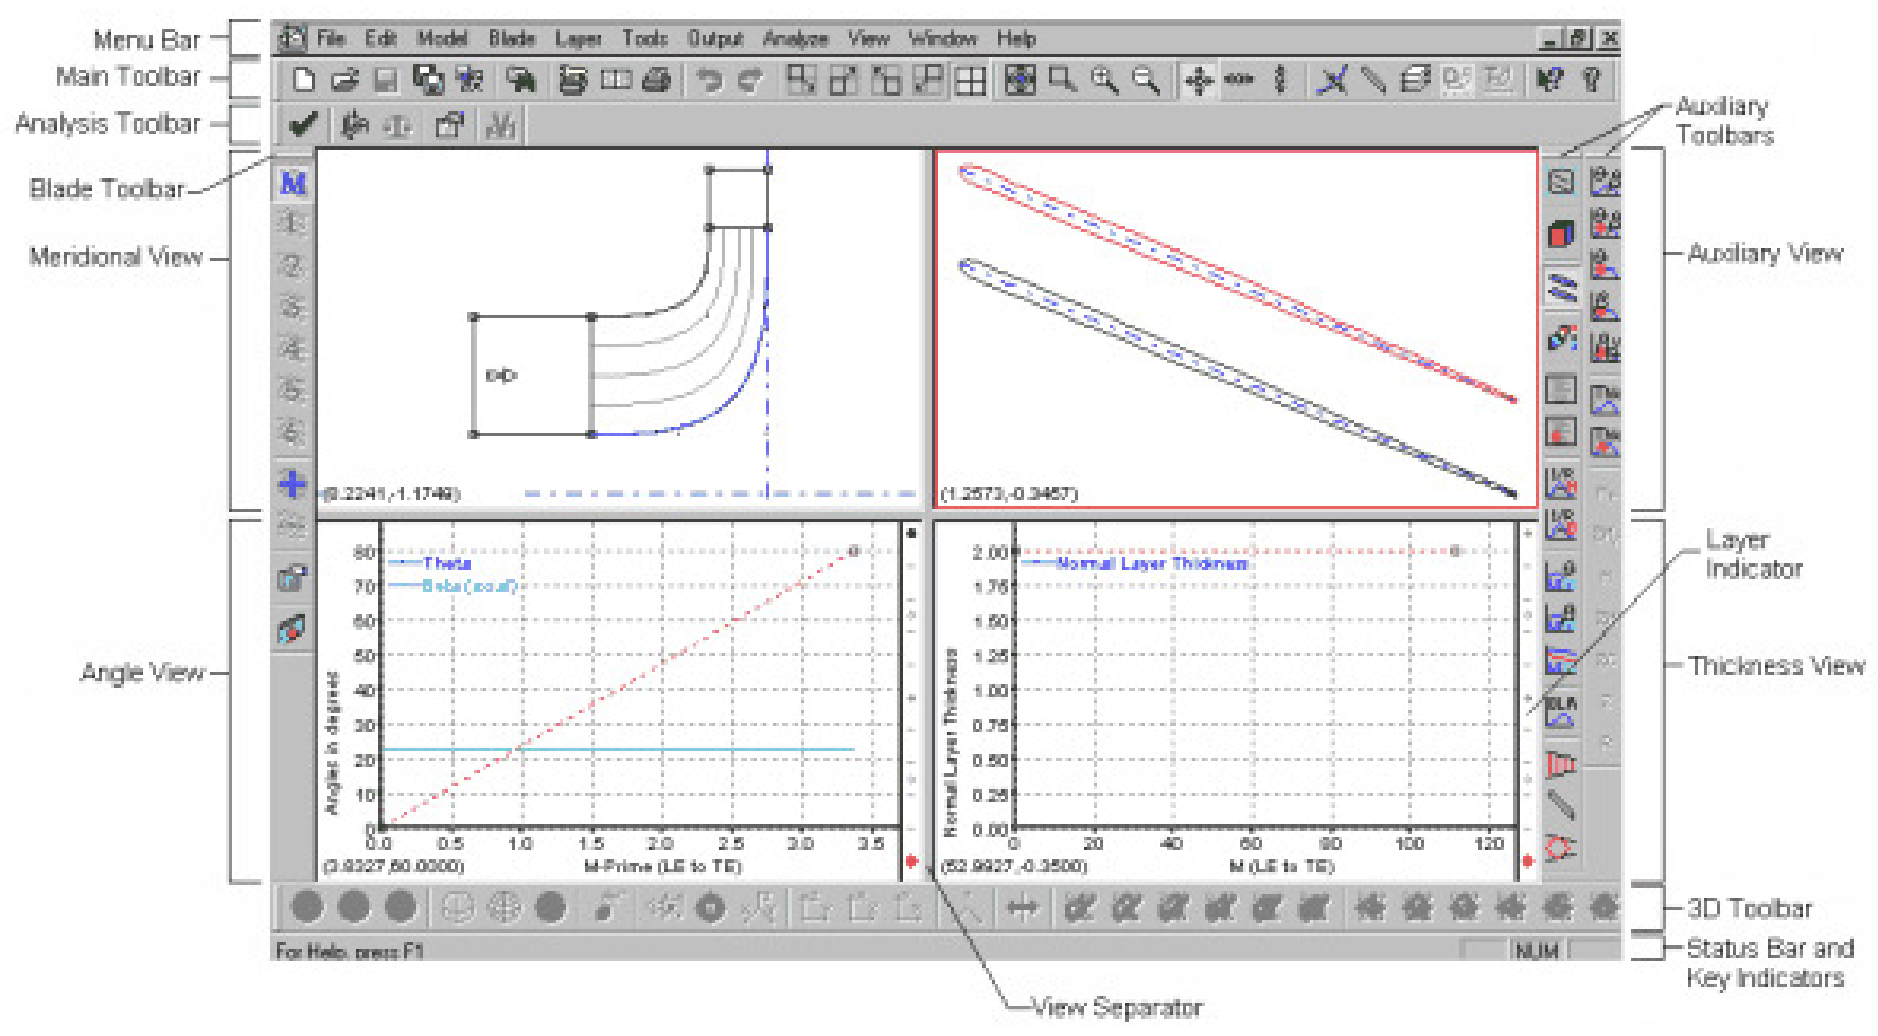 Menu Bar
File Edit Model Blade Layer Tools Output Analyze View Window Help
Main Toolbar
Analysis Toolbar
Auxiliary
Toolbars
Blade Toolbar
M
Meridional View
Auxiliary View
(0.2241,-1.1749)
(1.2573,-0.3457)
Angle View
80
70
60
50
40
30
20
10
0
Theta
Beta(axial)
Angles in degrees
0.0 0.5 1.0 1.5 2.0 2.5 3.0 3.5
M-Prime (LE to TE)
2.00
1.75
1.50
1.25
1.00
0.75
0.50
0.25
0.00
Normal Layer Thickness
Normal Layer Thickness
0 20 40 60 80 100 120
(52.9927,-0.3500)
M (LE to TE)
Layer
Indicator
Thickness View
3D Toolbar
For Help, press F1
NUM
Status Bar and
Key Indicators
View Separator